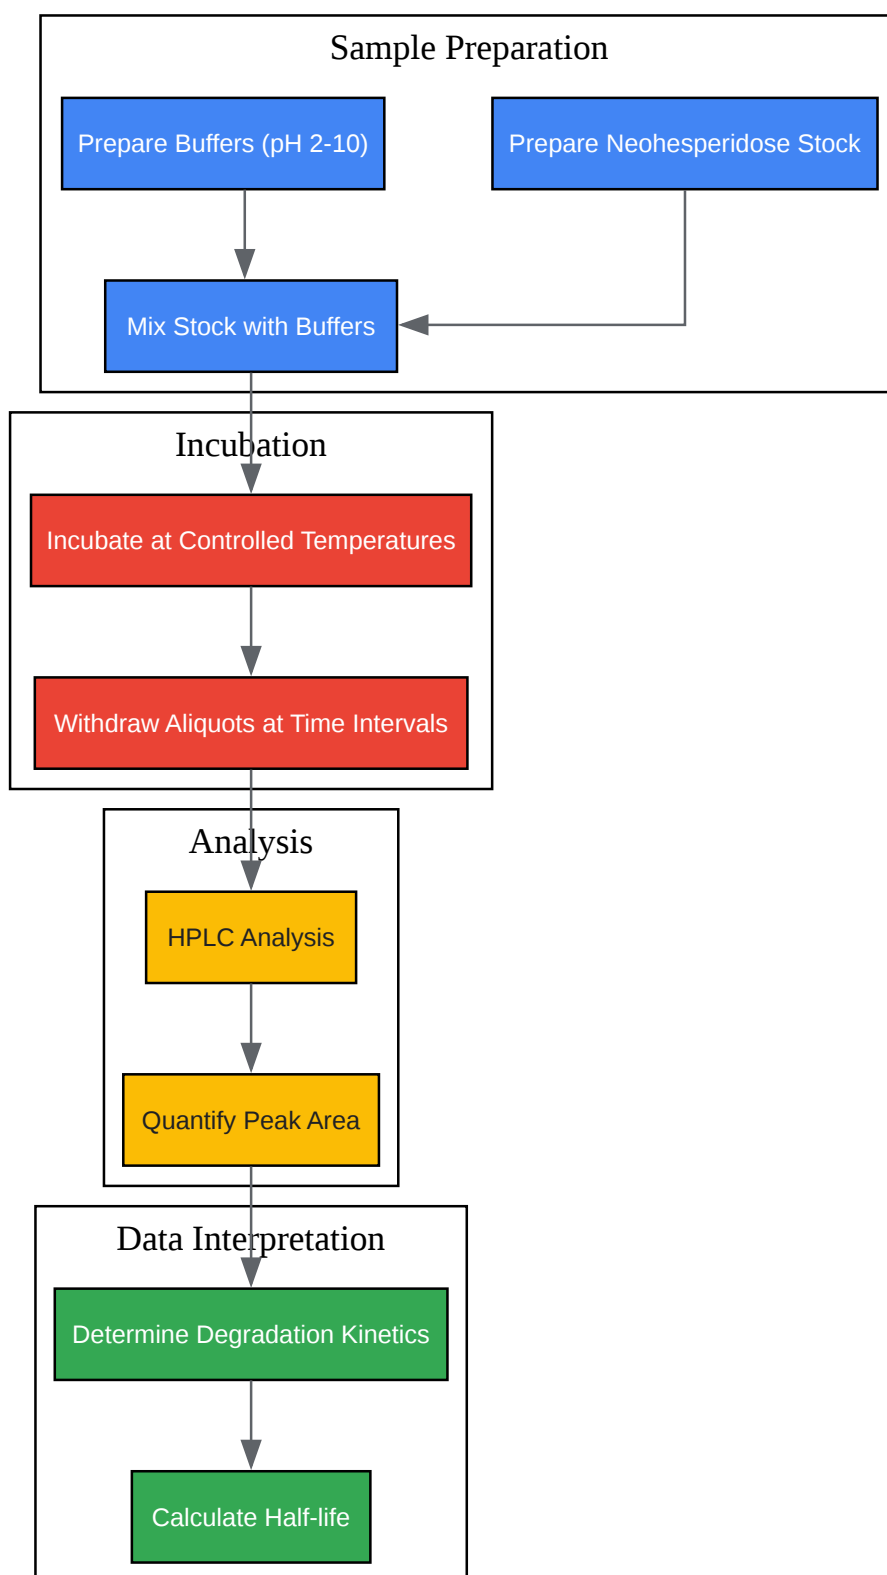 Sample Preparation
Prepare Buffers (pH 2-10)
Prepare Neohesperidose Stock
Mix Stock with Buffers
Incubation
Incubate at Controlled Temperatures
Withdraw Aliquots at Time Intervals
Analysis
HPLC Analysis
Quantify Peak Area
Data Interpretation
Determine Degradation Kinetics
Calculate Half-life